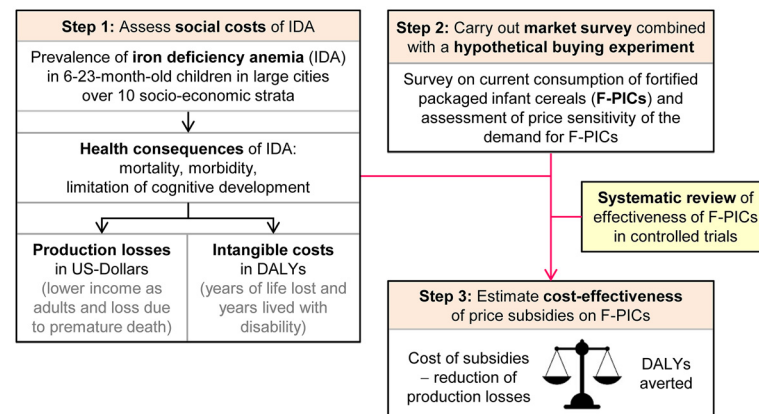 Step 1: Assess social costs of IDA
Prevalence of iron deficiency anemia (IDA)
in 6-23-month-old children in large cities
over 10 socio-economic strata
Health consequences of IDA:
mortality, morbidity,
limitation of cognitive development
Production losses
in US-Dollars
(lower income as
adults and loss due
to premature death)
Intangible costs
in DALYs
(years of life lost and
years lived with
disability)
Step 2: Carry out market survey combined
with a hypothetical buying experiment
Survey on current consumption of fortified
packaged infant cereals (F-PICs) and
assessment of price sensitivity of the
demand for F-PICs
Systematic review of
effectiveness of F-PICs
in controlled trials
Step 3: Estimate cost-effectiveness
of price subsidies on F-PICs
Cost of subsidies
– reduction of
production losses
DALYs
averted